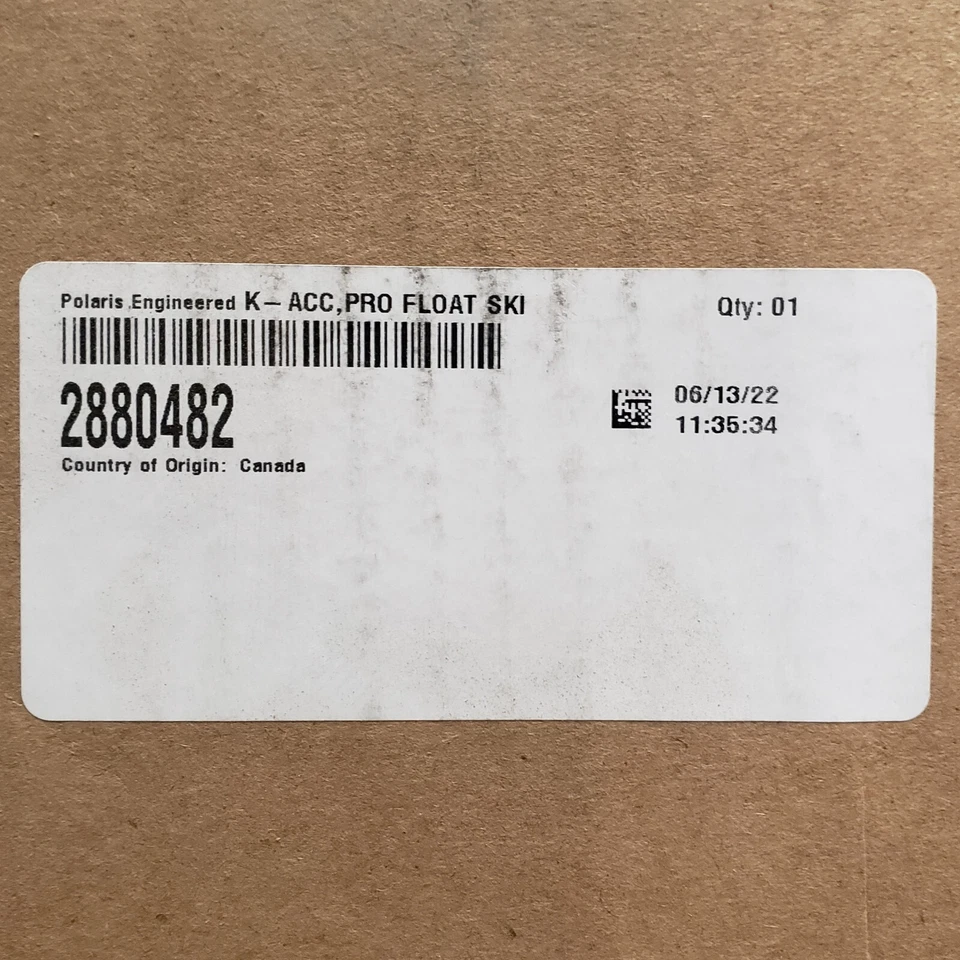 Polaris Engineered K- ACC,PRO FLOAT SKI
Qty: 01
2880482
06/13/22
11:35:34
Country of Origin: Canada